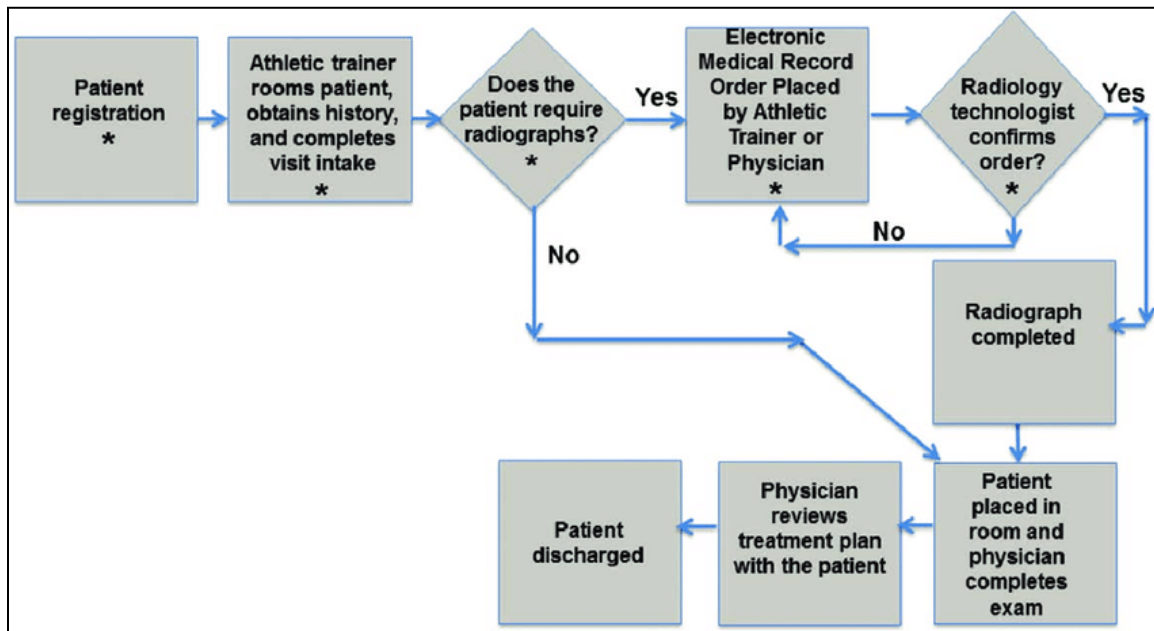 Patient
registration
*
Athletic trainer
rooms patient,
obtains history,
and completes
visit intake
*
Does the
patient require
radiographs?
*
Yes
Electronic
Medical Record
Order Placed
by Athletic
Trainer or
Physician
*
Radiology
technologist
confirms
order?
*
Yes
No
No
Radiograph
completed
Patient
placed in
room and
physician
completes
exam
Physician
reviews
treatment plan
with the patient
Patient
discharged